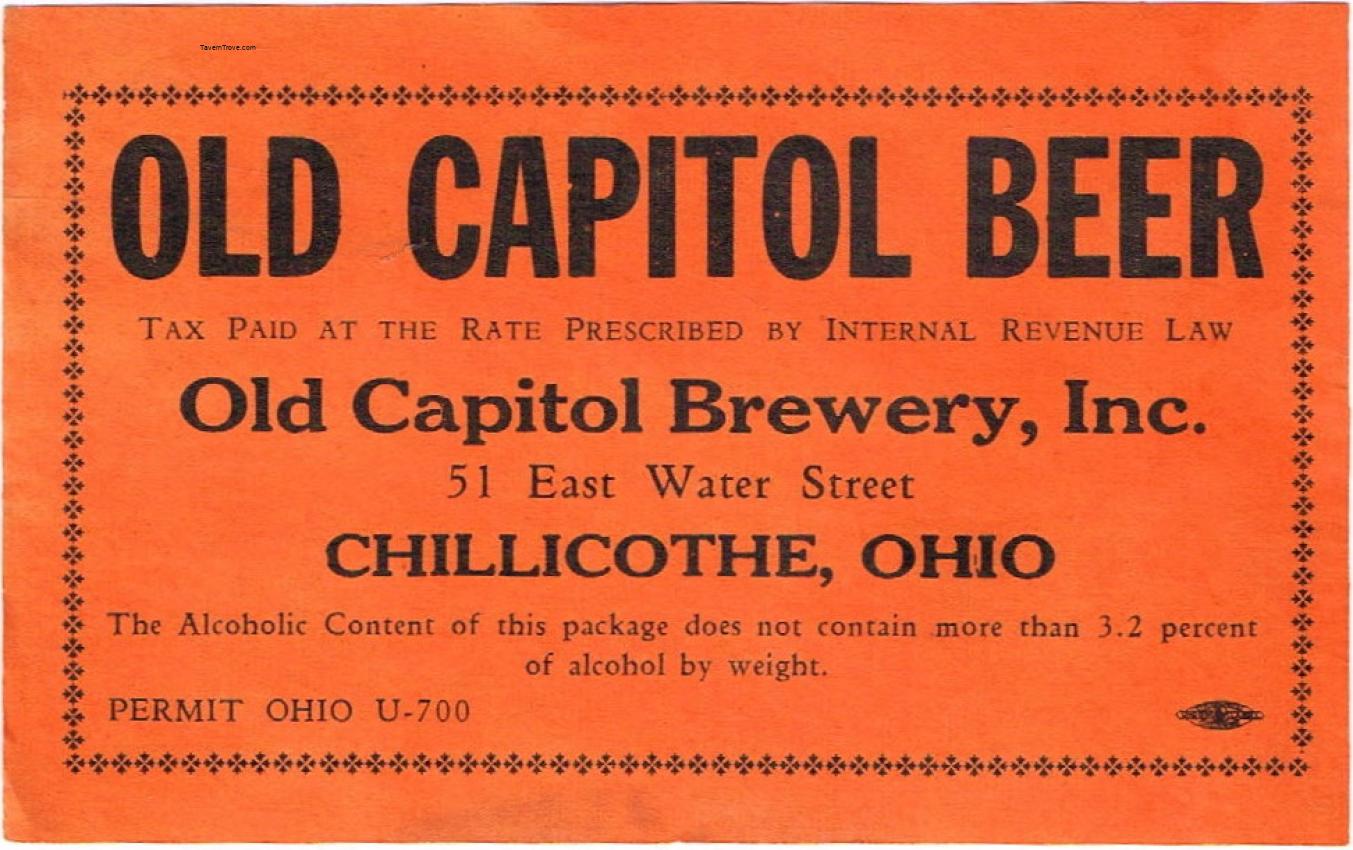 TavernTrove.com
OLD CAPITOL BEER
TAX PAID AT THE RATE PRESCRIBED BY INTERNAL REVENUE LAW
Old Capitol Brewery, Inc.
51 East Water Street
CHILLICOTHE, OHIO
The Alcoholic Content of this package does not contain more than 3.2 percent
of alcohol by weight.
PERMIT OHIO U-700